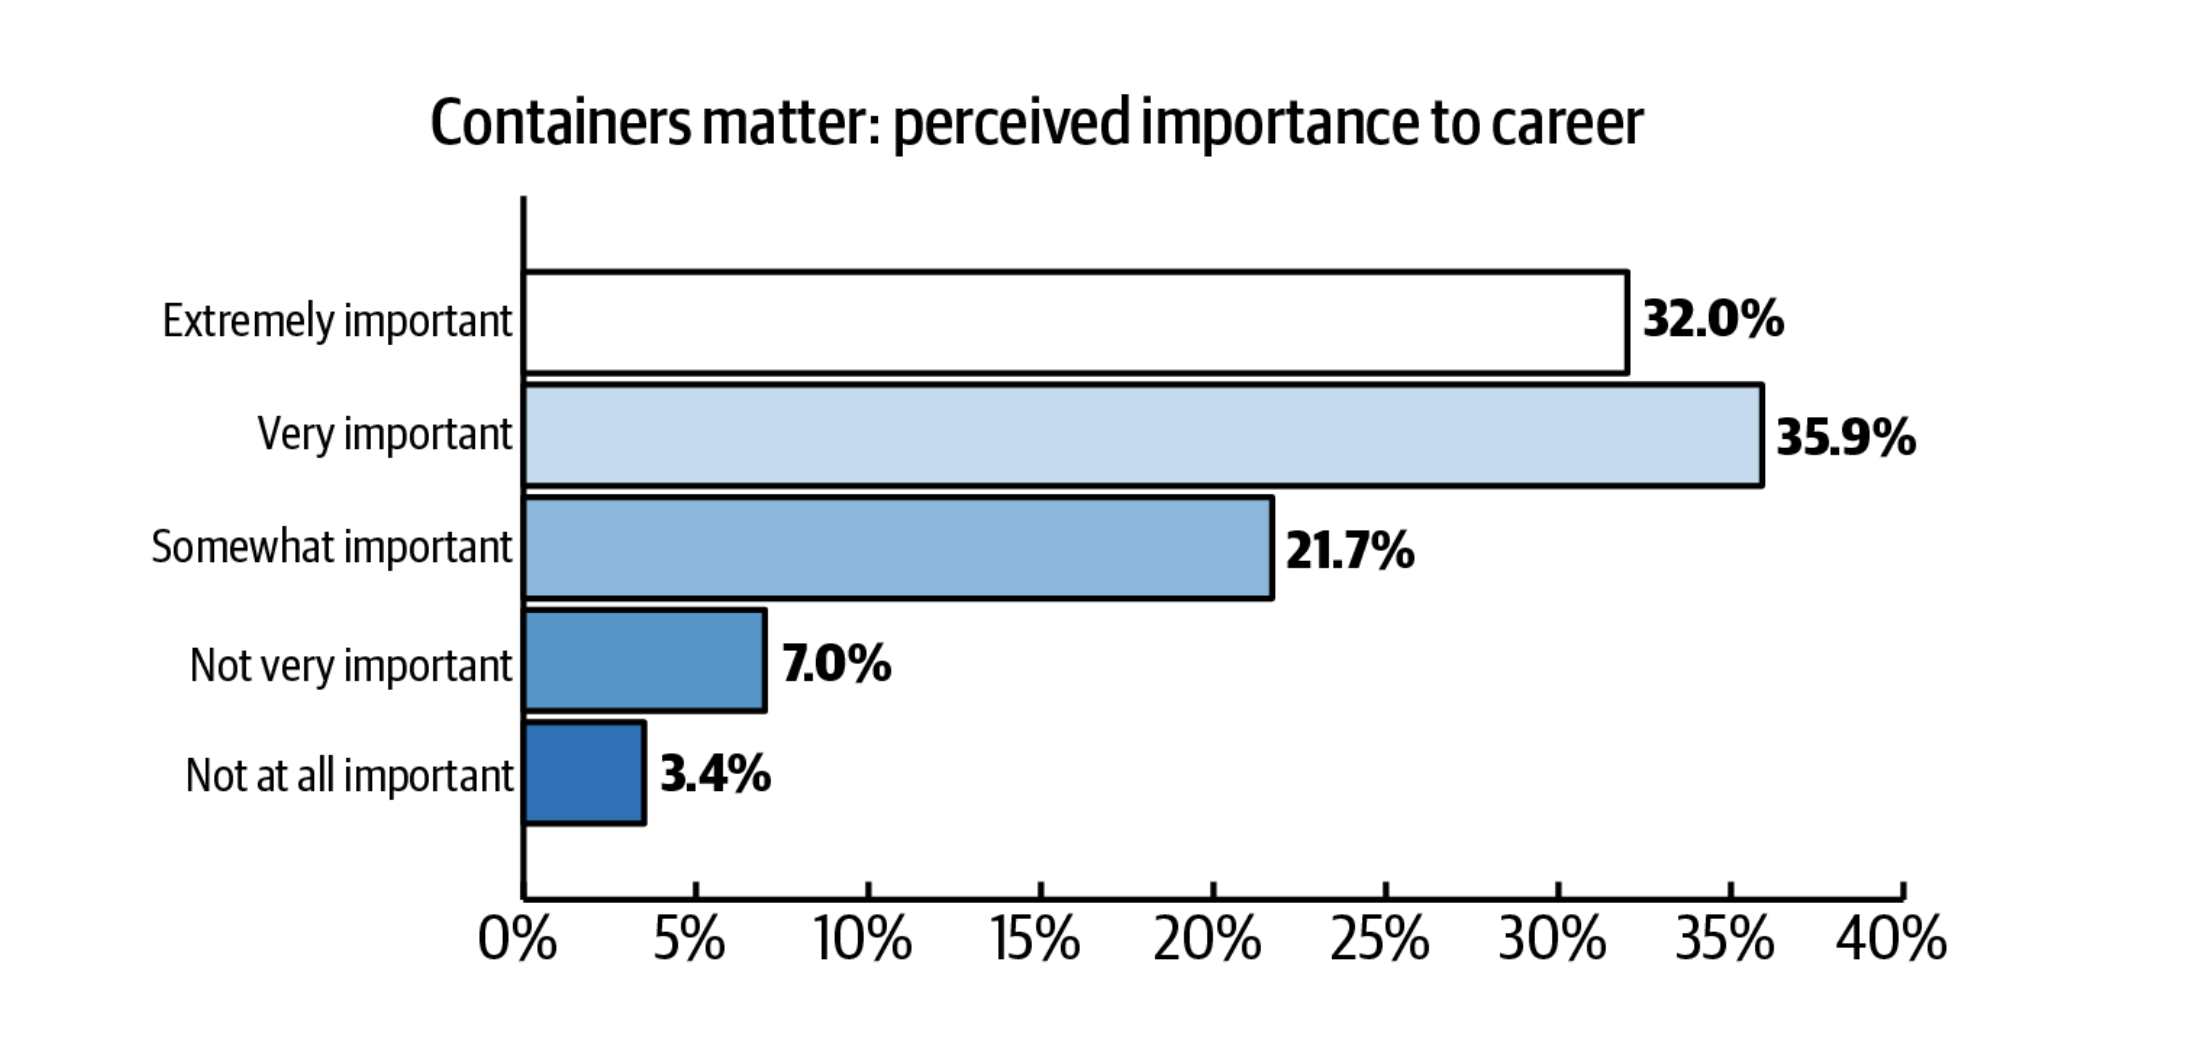 Containers matter: perceived importance to career
Extremely important 32.0%
Very important 35.9%
Somewhat important 21.7%
Not very important 7.0%
Not at all important 3.4%
0% 5% 10% 15% 20% 25% 30% 35% 40%